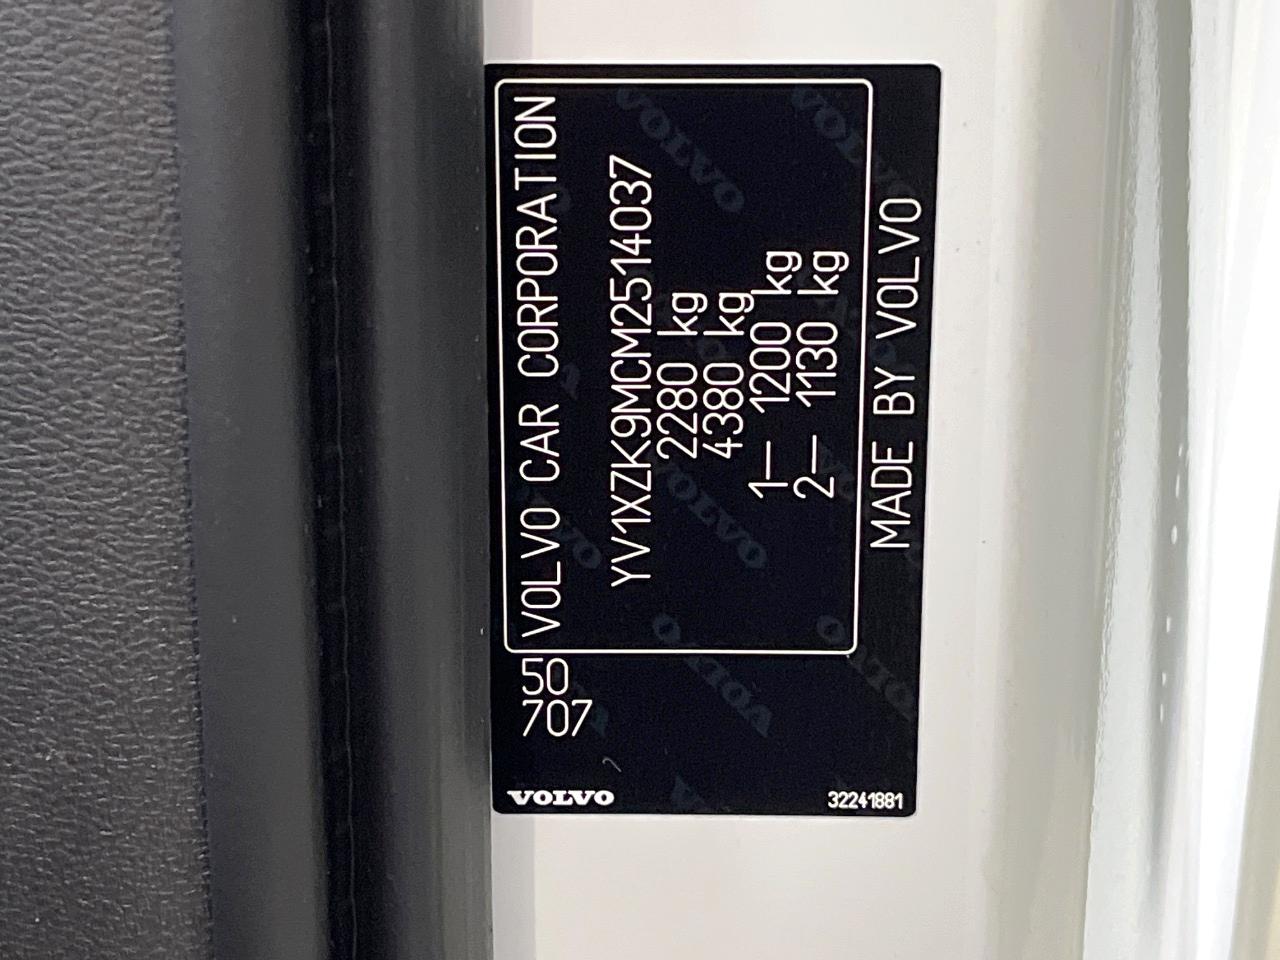 VOLVO CAR CORPORATION
YV1XZK9MCM2514037
2280 kg
4380 kg
1– 1200 kg
2– 1130 kg
MADE BY VOLVO
50
707
VOLVO
32241881